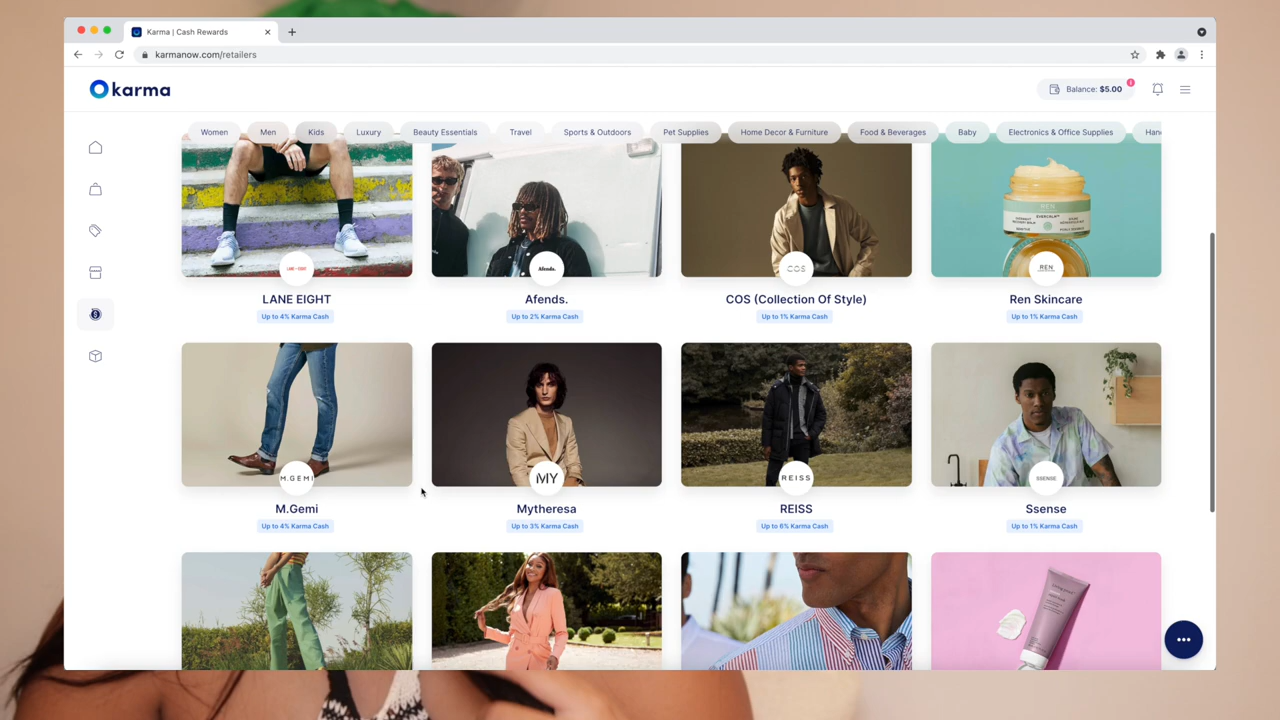 Karma | Cash Rewards
karmanow.com/retailers
karma
Balance: $5.00
Women Men Kids Luxury Beauty Essentials Travel Sports & Outdoors Pet Supplies Home Decor & Furniture Food & Beverages Baby Electronics & Office Supplies Han
LANE EIGHT Afends. COS REN
LANE EIGHT Afends. COS (Collection Of Style) Ren Skincare
Up to 4% Karma Cash Up to 2% Karma Cash Up to 1% Karma Cash Up to 1% Karma Cash
M.GEMI MY REISS SSENSE
M.Gemi Mytheresa REISS Ssense
Up to 4% Karma Cash Up to 3% Karma Cash Up to 6% Karma Cash Up to 1% Karma Cash